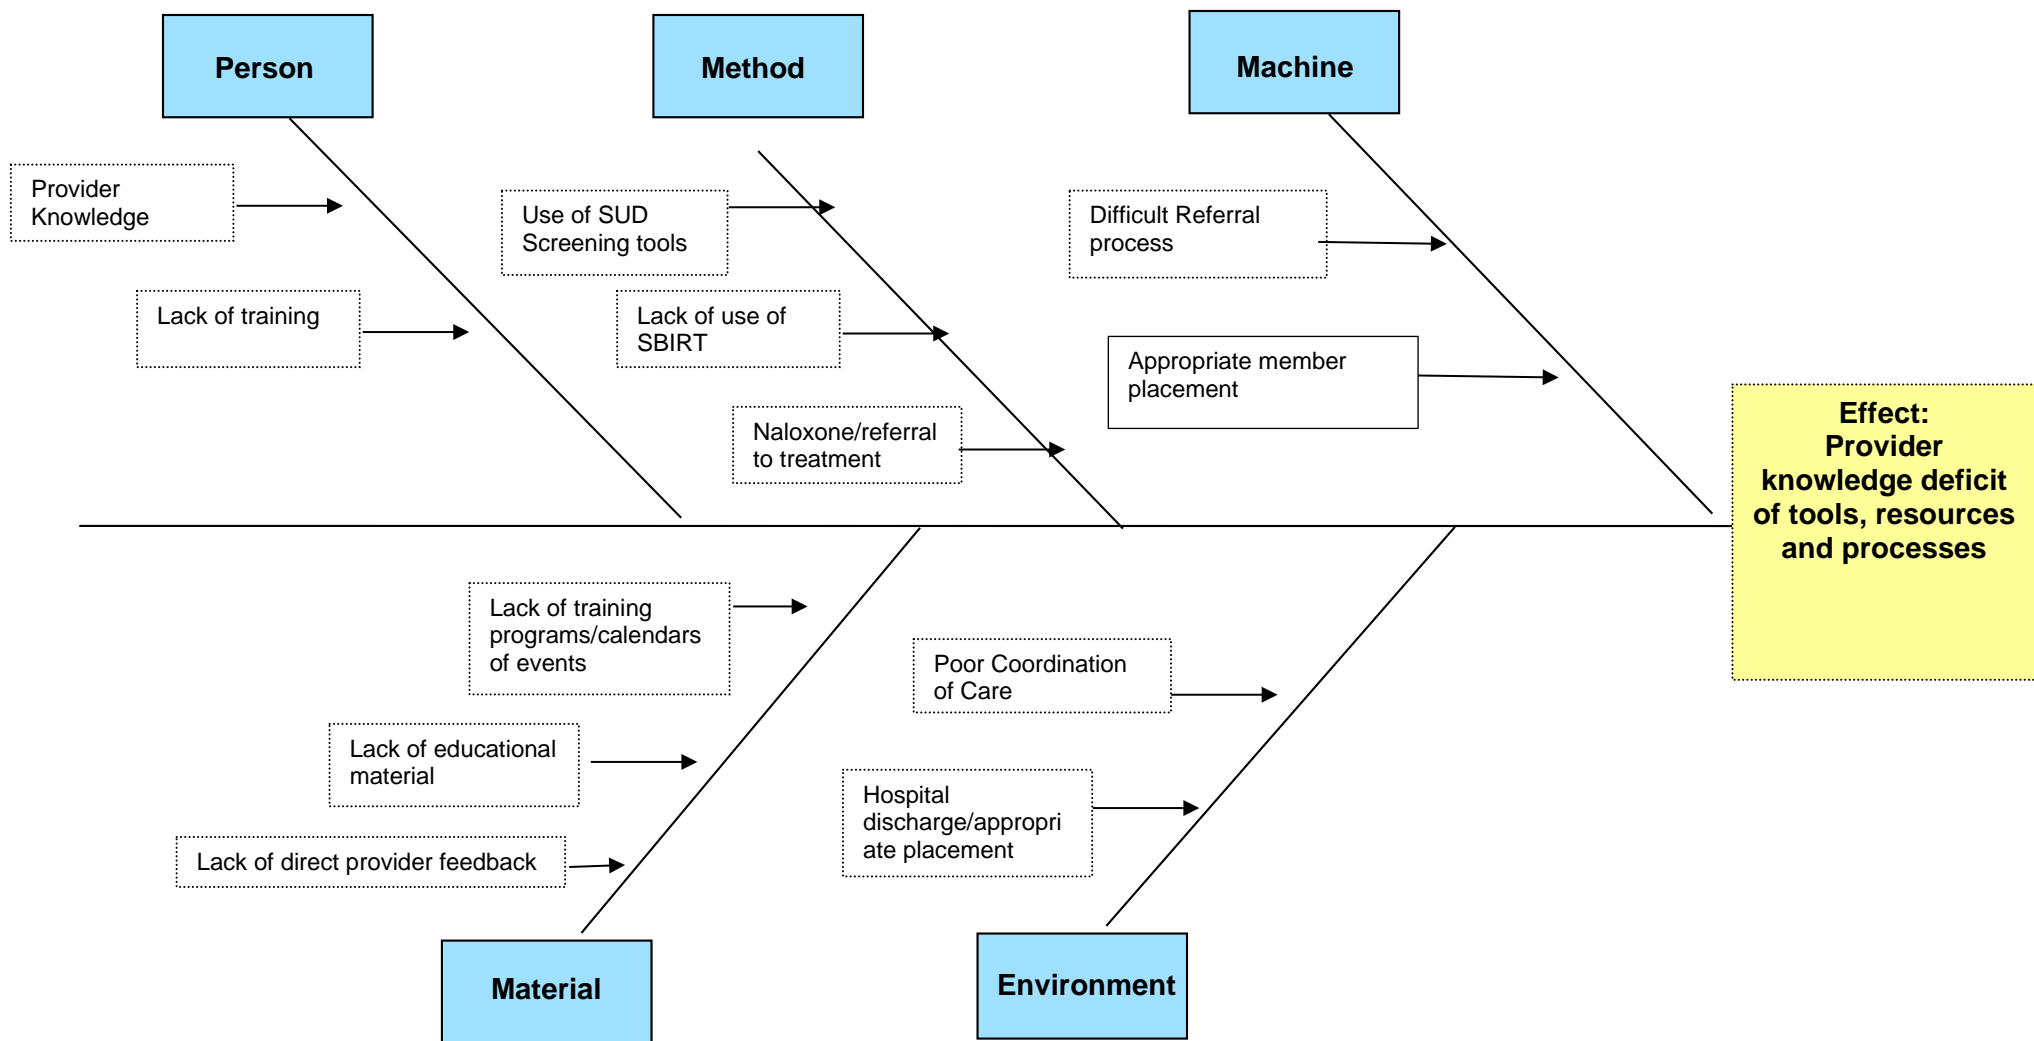 Person
Method
Machine
Provider
Knowledge
Lack of training
Use of SUD
Screening tools
Lack of use of
SBIRT
Naloxone/referral
to treatment
Difficult Referral
process
Appropriate member
placement
Effect:
Provider
knowledge deficit
of tools, resources
and processes
Lack of training
programs/calendars
of events
Lack of educational
material
Lack of direct provider feedback
Poor Coordination
of Care
Hospital
discharge/appropri
ate placement
Material
Environment